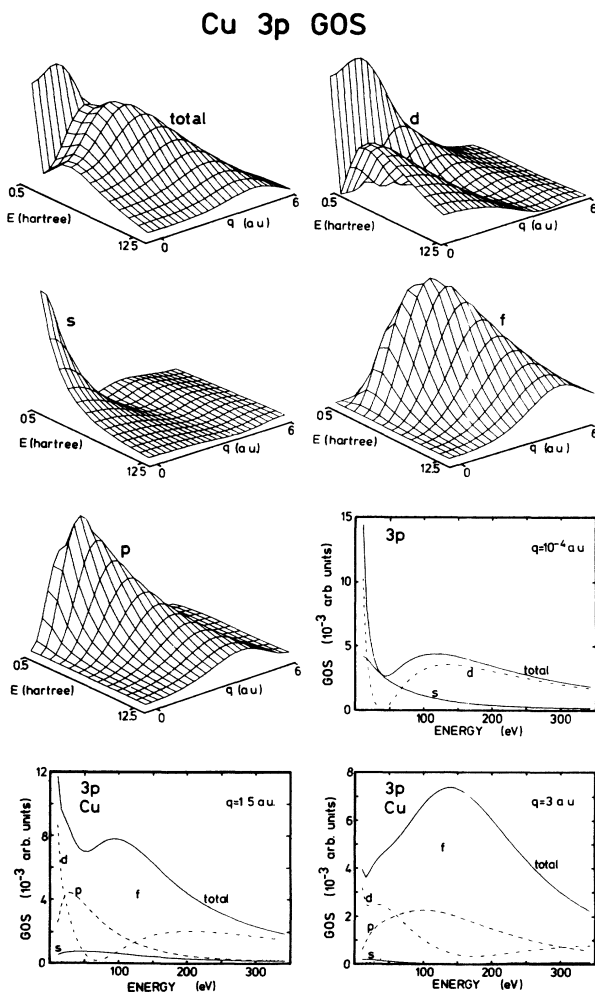 Cu 3p GOS
total
0.5
E (hartree)
12.5
0
q (a u)
6
d
0.5
E (hartree)
12.5
0
q (a u)
6
s
05
E (hartree)
125
0
q (a u)
6
f
0.5
E (hartree)
12.5
0
q (a u)
6
p
05
E (hartree)
12.5
0
q (a u)
6
15
10
5
0
GOS (10⁻³ arb units)
3p
q=10⁻⁴ a u
total
d
s
100
200
300
ENERGY (eV)
12
8
4
0
GOS (10⁻³ arb. units)
3p
Cu
q=1 5 a u.
d
p
f
total
s
0
100
200
300
ENERGY (eV)
8
6
4
2
0
GOS (10⁻³ arb. units)
3p
Cu
q=3 a u
f
total
d
p
s
0
100
200
300
ENERGY (eV)